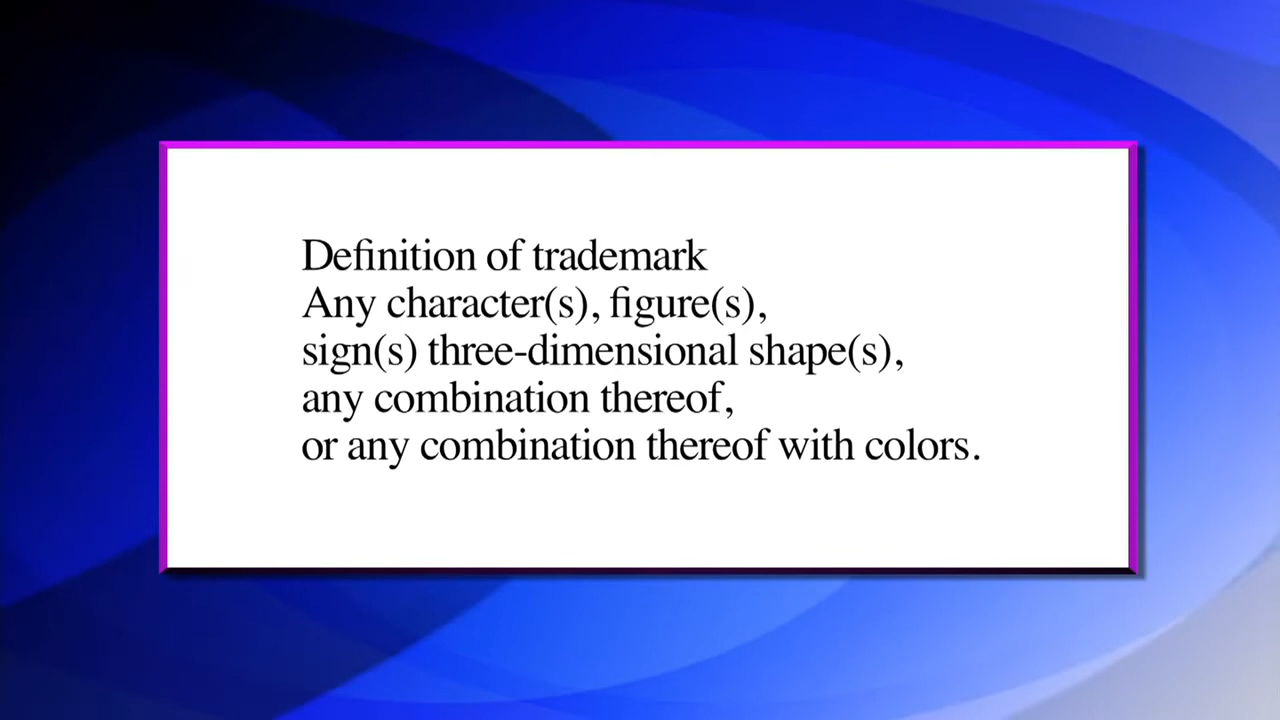 Definition of trademark
Any character(s), figure(s),
sign(s) three-dimensional shape(s),
any combination thereof,
or any combination thereof with colors.